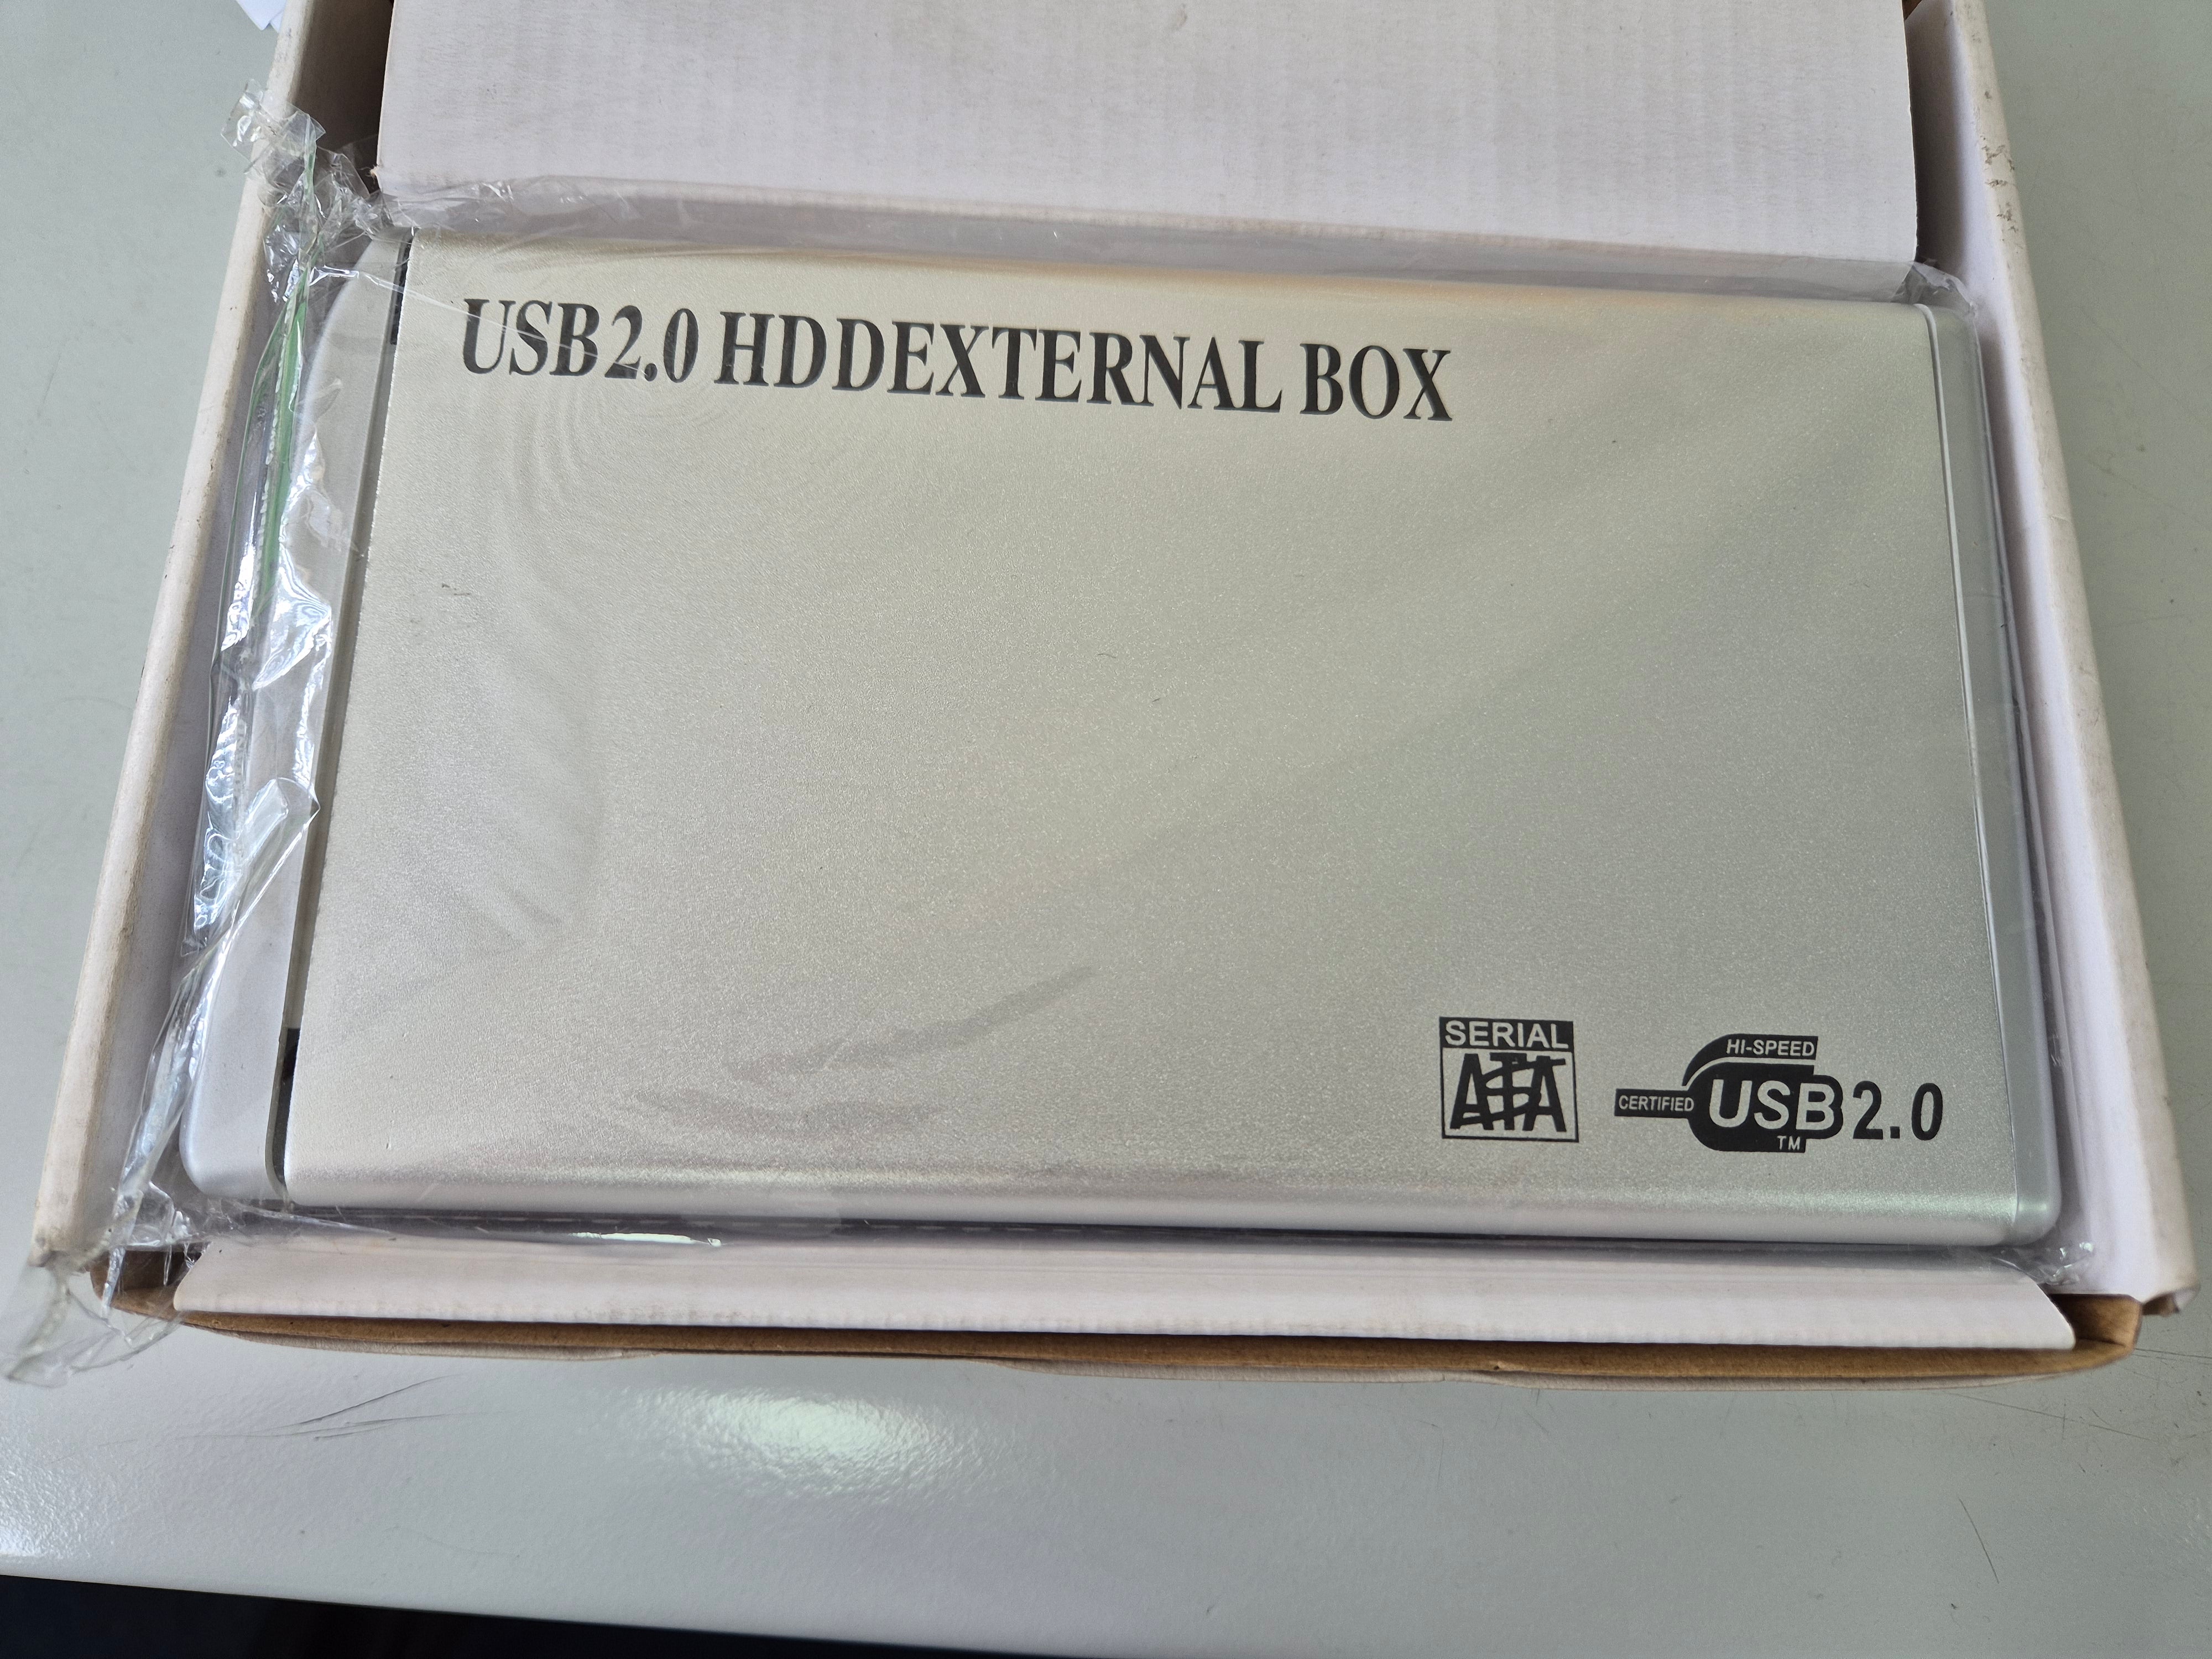 USB2.0 HDDEXTERNAL BOX
SERIAL
ATA
HI-SPEED
CERTIFIED USB 2.0
TM